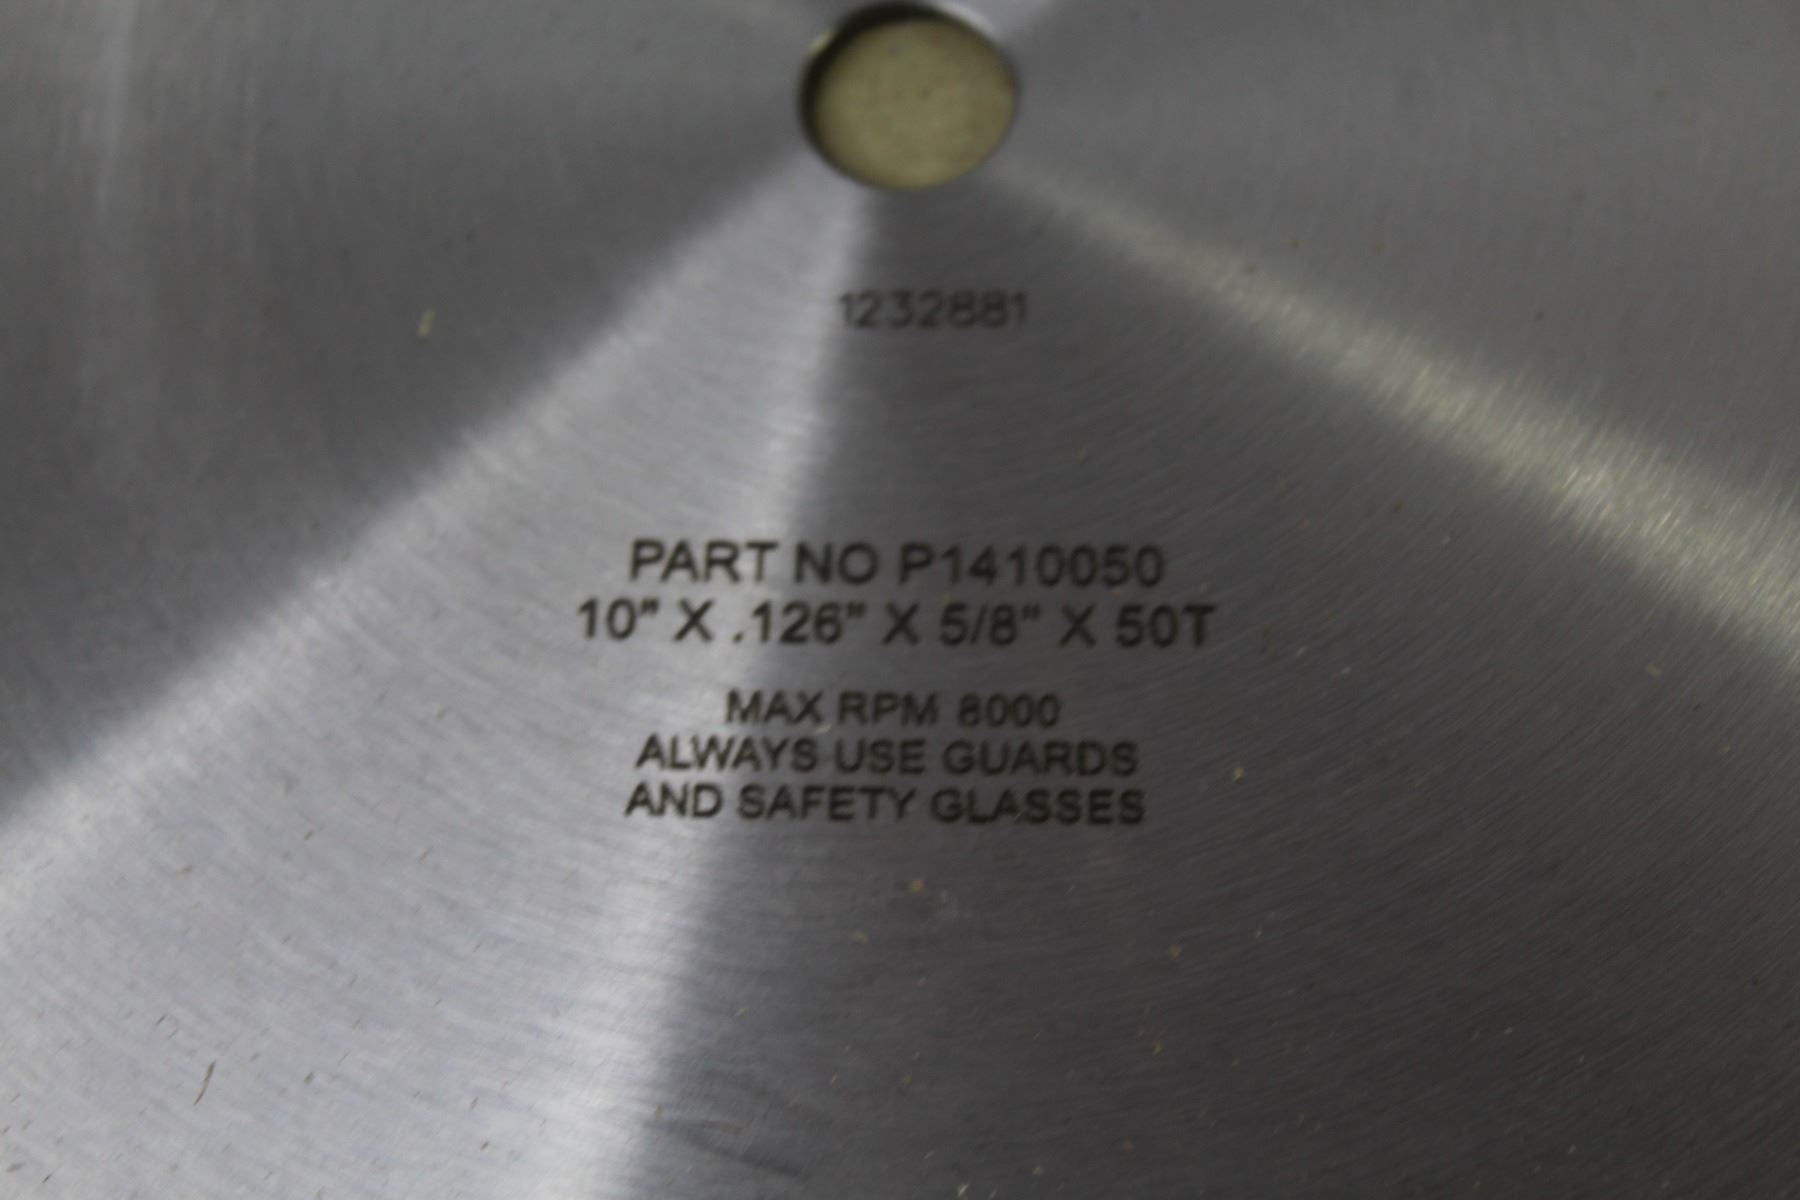 1232881
PART NO P1410050
10" X .126" X 5/8" X 50T
MAX RPM 8000
ALWAYS USE GUARDS
AND SAFETY GLASSES